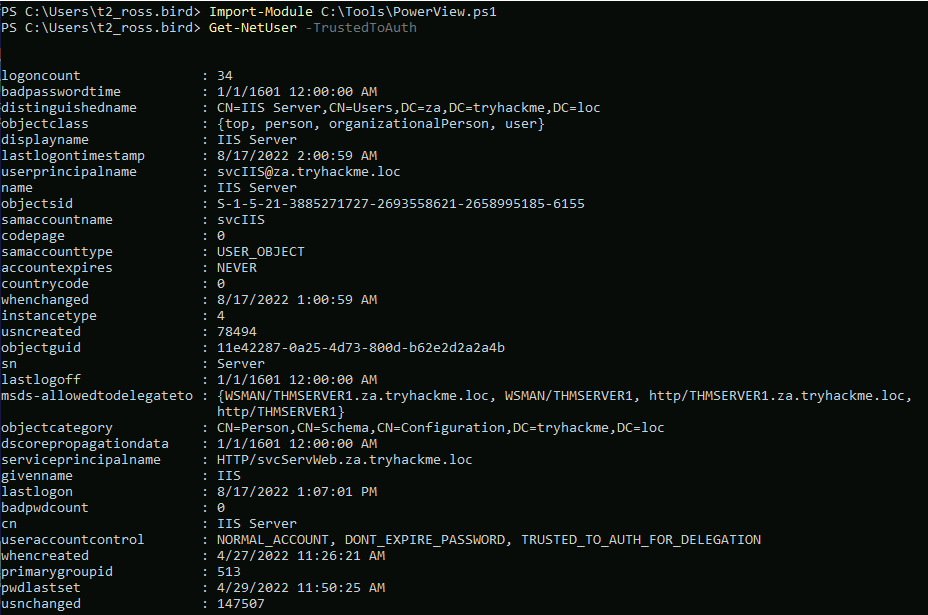 PS C:\Users\t2_ross.bird> Import-Module C:\Tools\PowerView.ps1
PS C:\Users\t2_ross.bird> Get-NetUser -TrustedToAuth
logoncount : 34
badpasswordtime : 1/1/1601 12:00:00 AM
distinguishedname : CN=IIS Server,CN=Users,DC=za,DC=tryhackme,DC=loc
objectclass : {top, person, organizationalPerson, user}
displayname : IIS Server
lastlogontimestamp : 8/17/2022 2:00:59 AM
userprincipalname : svcIIS@za.tryhackme.loc
name : IIS Server
objectsid : S-1-5-21-3885271727-2693558621-2658995185-6155
samaccountname : svcIIS
codepage : 0
samaccounttype : USER_OBJECT
accountexpires : NEVER
countrycode : 0
whenchanged : 8/17/2022 1:00:59 AM
instancetype : 4
usncreated : 78494
objectguid : 11e42287-0a25-4d73-800d-b62e2d2a2a4b
sn : Server
lastlogoff : 1/1/1601 12:00:00 AM
msds-allowedtodelegateto : {WSMAN/THMSERVER1.za.tryhackme.loc, WSMAN/THMSERVER1, http/THMSERVER1.za.tryhackme.loc,
http/THMSERVER1}
objectcategory : CN=Person,CN=Schema,CN=Configuration,DC=tryhackme,DC=loc
dscorepropagationdata : 1/1/1601 12:00:00 AM
serviceprincipalname : HTTP/svcServWeb.za.tryhackme.loc
givenname : IIS
lastlogon : 8/17/2022 1:07:01 PM
badpwdcount : 0
cn : IIS Server
useraccountcontrol : NORMAL_ACCOUNT, DONT_EXPIRE_PASSWORD, TRUSTED_TO_AUTH_FOR_DELEGATION
whencreated : 4/27/2022 11:26:21 AM
primarygroupid : 513
pwdlastset : 4/29/2022 11:50:25 AM
usnchanged : 147507